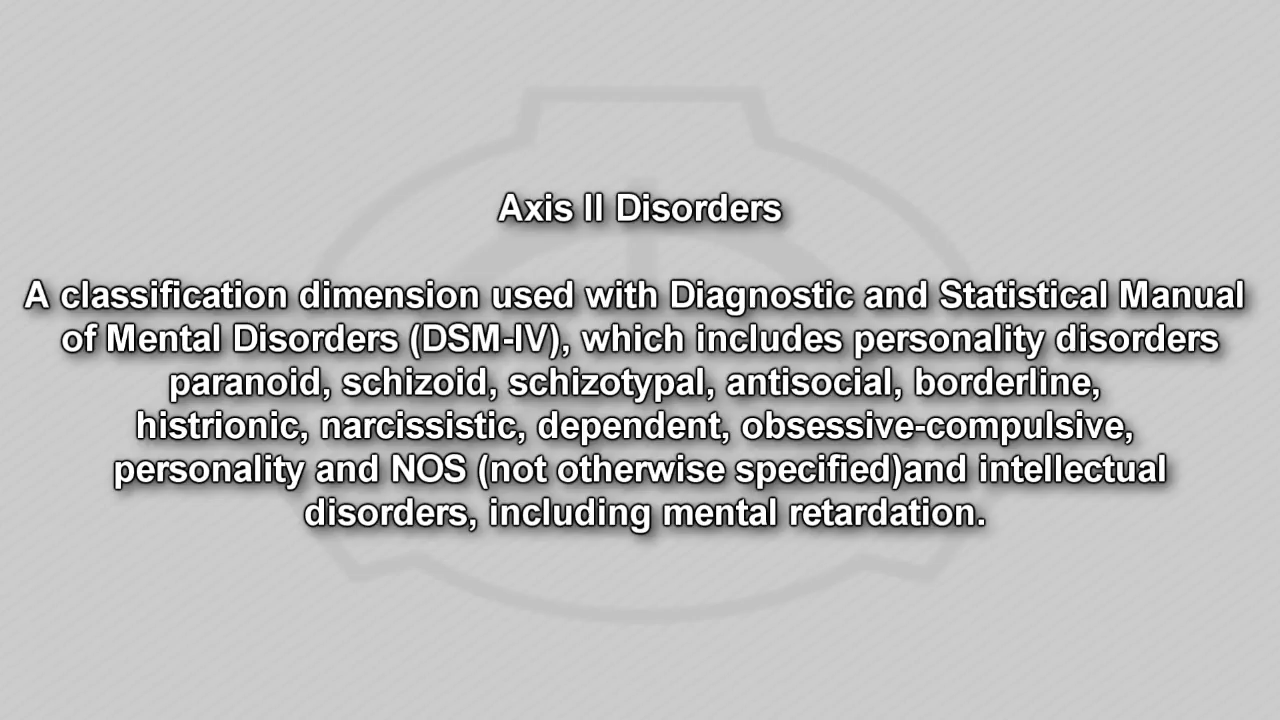 Axis II Disorders
A classification dimension used with Diagnostic and Statistical Manual
of Mental Disorders (DSM-IV), which includes personality disorders
paranoid, schizoid, schizotypal, antisocial, borderline,
histrionic, narcissistic, dependent, obsessive-compulsive,
personality and NOS (not otherwise specified)and intellectual
disorders, including mental retardation.